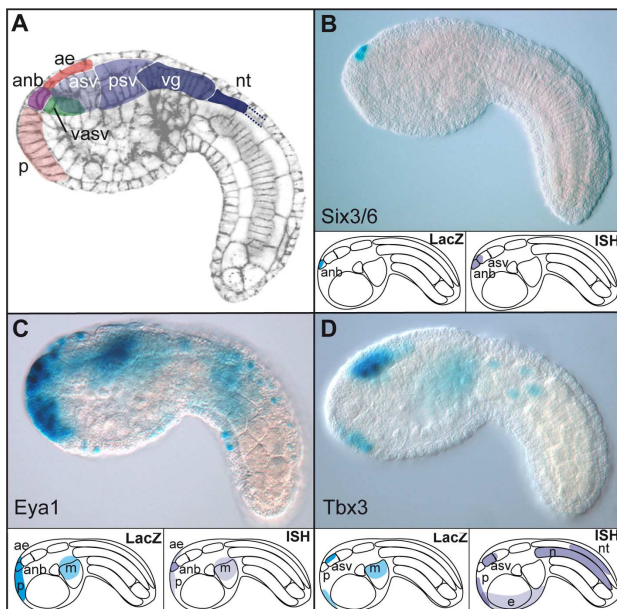 A
ae
anb
asv
psv
vg
nt
vasv
p
B
Six3/6
LacZ
anb
ISH
asv
anb
C
Eya1
ae
LacZ
anb
p
m
ae
ISH
anb
p
m
D
Tbx3
LacZ
asv
p
m
ISH
n
nt
asv
p
e